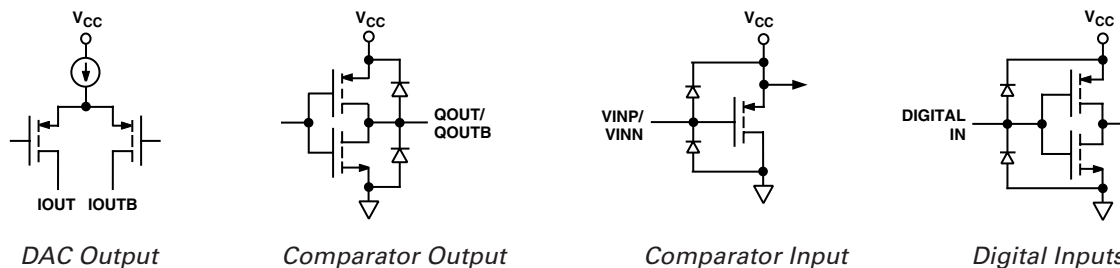 VCC
IOUT IOUTB
DAC Output
VCC
QOUT/
QOUTB
Comparator Output
VCC
VINP/
VINN
Comparator Input
VCC
DIGITAL
IN
Digital Inputs